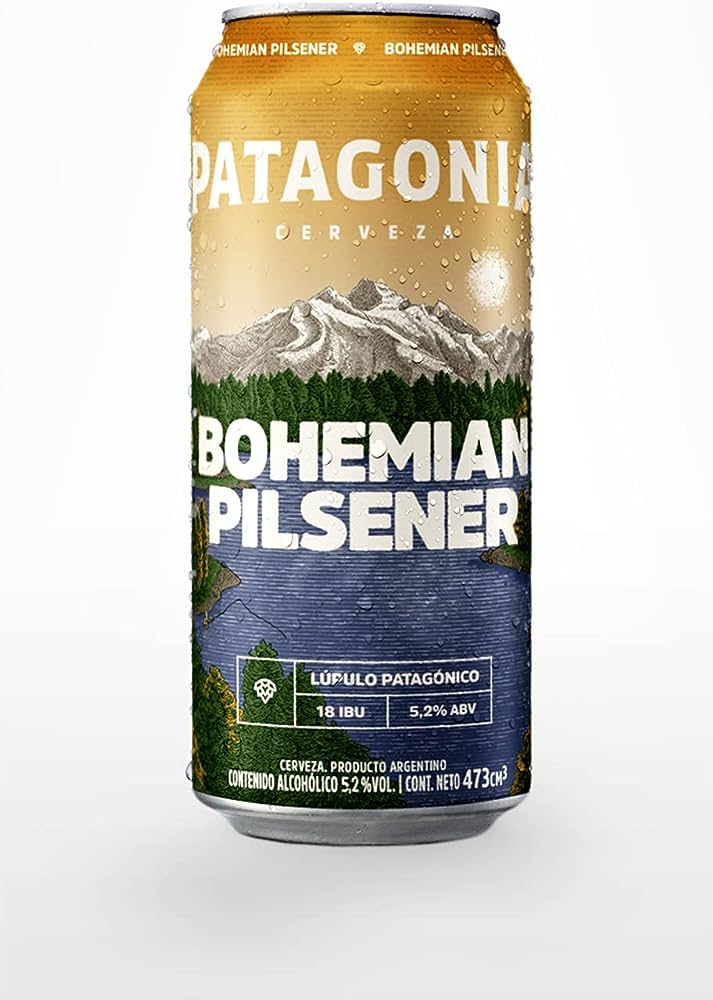 BOHEMIAN PILSENER BOHEMIAN PILSENER
PATAGONIA
CERVEZA
BOHEMIAN
PILSENER
LÚPULO PATAGÓNICO
18 IBU 5,2% ABV
CERVEZA. PRODUCTO ARGENTINO
CONTENIDO ALCOHÓLICO 5,2%VOL. | CONT. NETO 473CM³